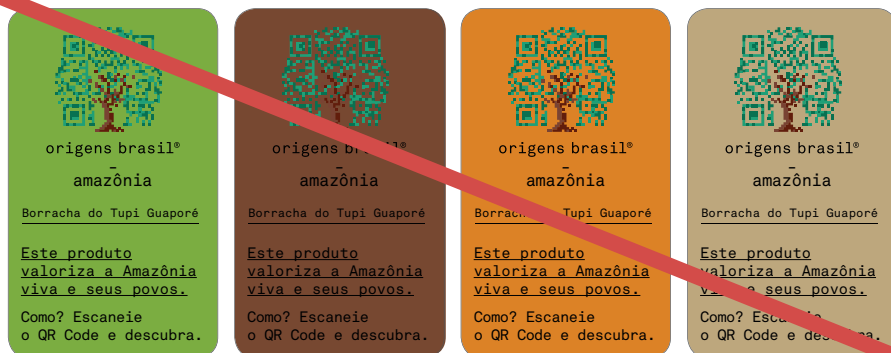 origens brasil®
–
amazônia
Borracha do Tupi Guaporé
Este produto
valoriza a Amazônia
viva e seus povos.
Como? Escaneie
o QR Code e descubra.
origens brasil®
–
amazônia
Borracha do Tupi Guaporé
Este produto
valoriza a Amazônia
viva e seus povos.
Como? Escaneie
o QR Code e descubra.
origens brasil®
–
amazônia
Borracha do Tupi Guaporé
Este produto
valoriza a Amazônia
viva e seus povos.
Como? Escaneie
o QR Code e descubra.
origens brasil®
–
amazônia
Borracha do Tupi Guaporé
Este produto
valoriza a Amazônia
viva e seus povos.
Como? Escaneie
o QR Code e descubra.